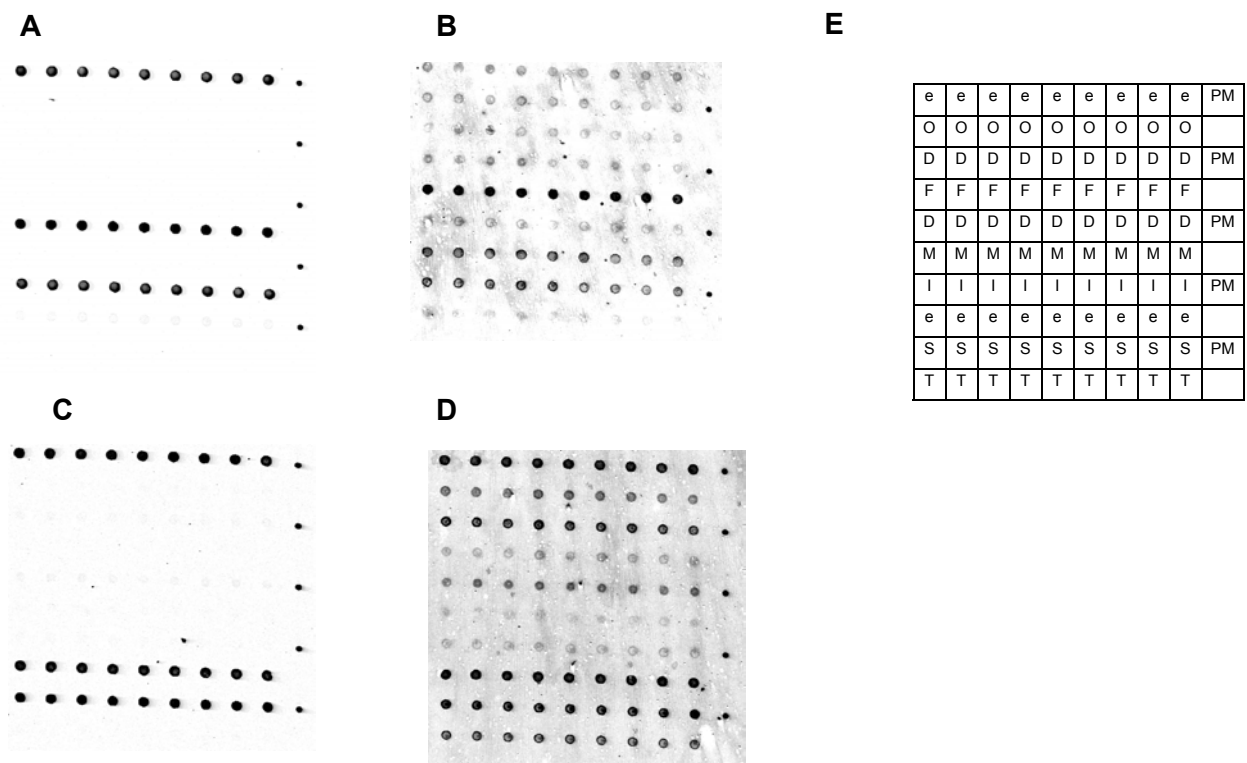 A
B
E
e e e e e e e e e PM
O O O O O O O O O
D D D D D D D D D PM
F F F F F F F F F
D D D D D D D D D PM
M M M M M M M M M
I I I I I I I I I PM
e e e e e e e e e
S S S S S S S S S PM
T T T T T T T T T
C
D